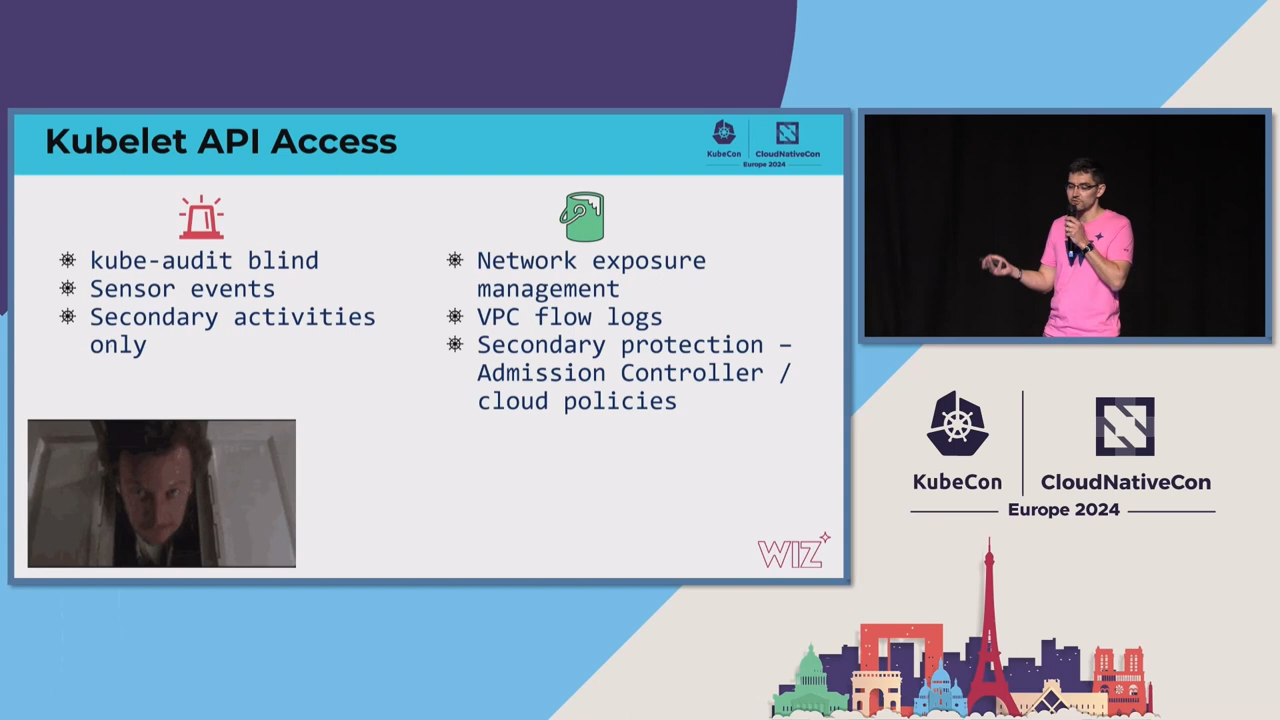 Kubelet API Access
KubeCon
CloudNativeCon
Europe 2024
kube-audit blind
Sensor events
Secondary activities
only
Network exposure
management
VPC flow logs
Secondary protection –
Admission Controller /
cloud policies
WIZ
KubeCon
CloudNativeCon
Europe 2024